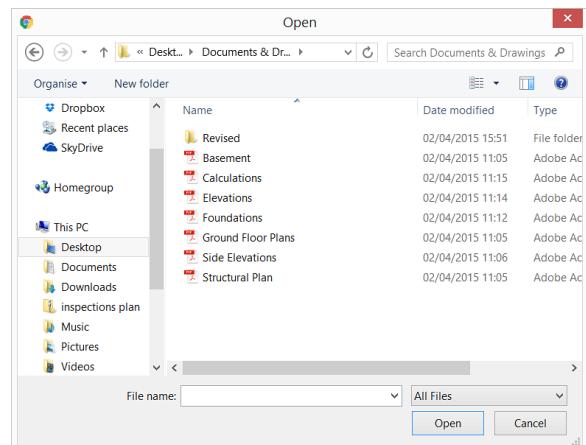 Open
« Deskt... Documents & Dr...
Search Documents & Drawings
Organise New folder
Dropbox
Recent places
SkyDrive
Homegroup
This PC
Desktop
Documents
Downloads
inspections plan
Music
Pictures
Videos
Name Date modified Type
Revised 02/04/2015 15:51 File folder
Basement 02/04/2015 11:05 Adobe Ac
Calculations 02/04/2015 11:15 Adobe Ac
Elevations 02/04/2015 11:14 Adobe Ac
Foundations 02/04/2015 11:12 Adobe Ac
Ground Floor Plans 02/04/2015 11:05 Adobe Ac
Side Elevations 02/04/2015 11:06 Adobe Ac
Structural Plan 02/04/2015 11:05 Adobe Ac
File name:
All Files
Open Cancel